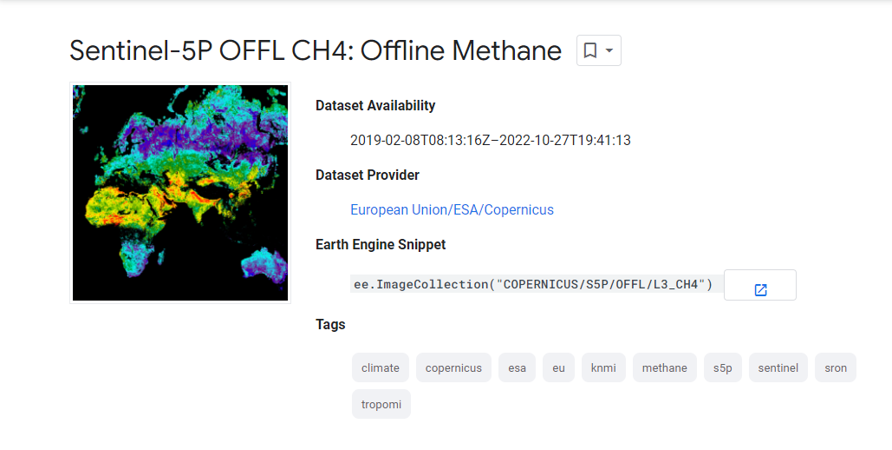 Sentinel-5P OFFL CH4: Offline Methane
Dataset Availability
2019-02-08T08:13:16Z–2022-10-27T19:41:13
Dataset Provider
European Union/ESA/Copernicus
Earth Engine Snippet
ee.ImageCollection("COPERNICUS/S5P/OFFL/L3_CH4")
Tags
climate copernicus esa eu knmi methane s5p sentinel sron
tropomi